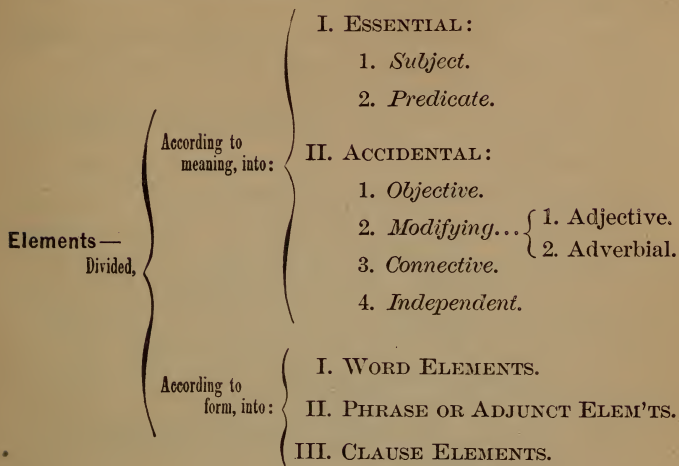 Elements—
Divided,
According to
meaning, into:
I. ESSENTIAL:
1. Subject.
2. Predicate.
II. ACCIDENTAL:
1. Objective.
2. Modifying...
1. Adjective.
2. Adverbial.
3. Connective.
4. Independent.
According to
form, into:
I. WORD ELEMENTS.
II. PHRASE OR ADJUNCT ELEM'TS.
III. CLAUSE ELEMENTS.